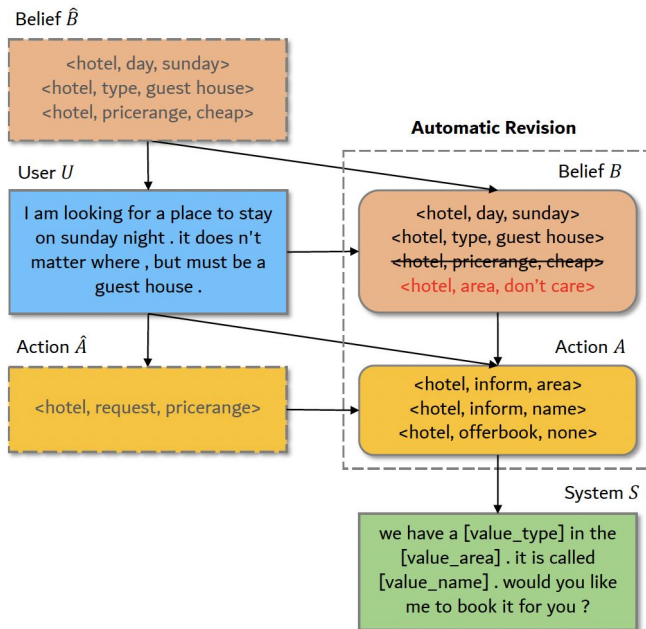 Belief B̂
<hotel, day, sunday>
<hotel, type, guest house>
<hotel, pricerange, cheap>
Automatic Revision
User U
I am looking for a place to stay
on sunday night . it does n't
matter where , but must be a
guest house .
Belief B
<hotel, day, sunday>
<hotel, type, guest house>
<hotel, pricerange, cheap>
<hotel, area, don't care>
Action Â
<hotel, request, pricerange>
Action A
<hotel, inform, area>
<hotel, inform, name>
<hotel, offerbook, none>
System S
we have a [value_type] in the
[value_area] . it is called
[value_name] . would you like
me to book it for you ?